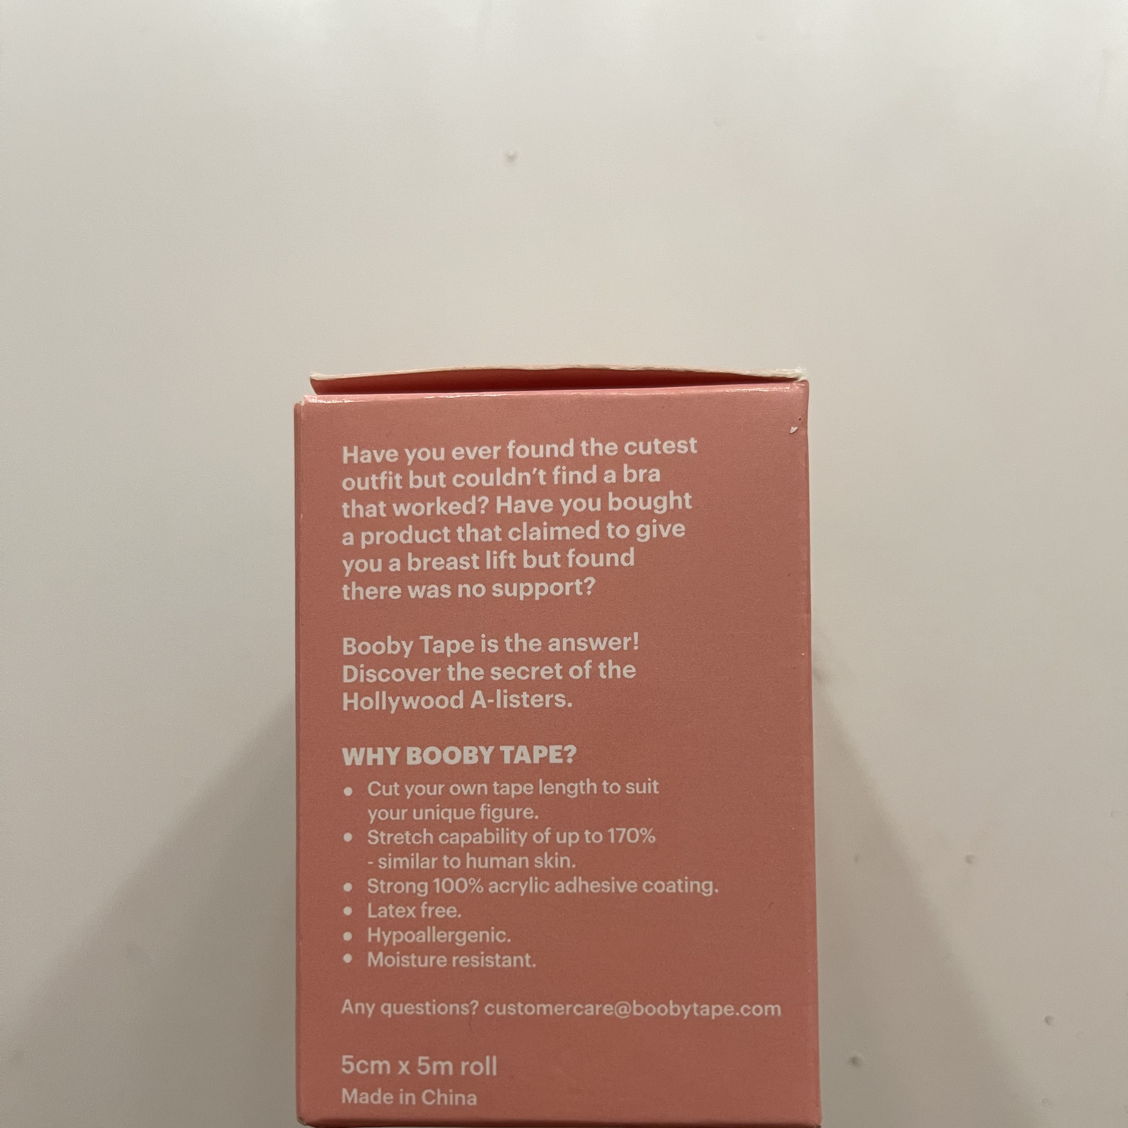 Have you ever found the cutest
outfit but couldn't find a bra
that worked? Have you bought
a product that claimed to give
you a breast lift but found
there was no support?
Booby Tape is the answer!
Discover the secret of the
Hollywood A-listers.
WHY BOOBY TAPE?
• Cut your own tape length to suit
your unique figure.
• Stretch capability of up to 170%
- similar to human skin.
• Strong 100% acrylic adhesive coating.
• Latex free.
• Hypoallergenic.
• Moisture resistant.
Any questions? customercare@boobytape.com
5cm x 5m roll
Made in China